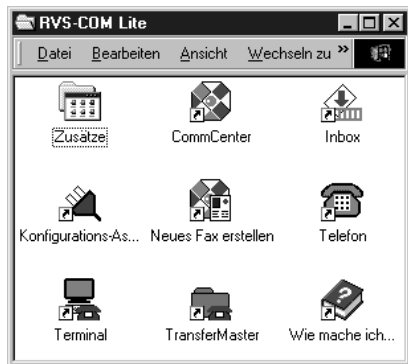 RVS-COM Lite
Datei Bearbeiten Ansicht Wechseln zu »
Zusätze CommCenter Inbox
Konfigurations-As... Neues Fax erstellen Telefon
Terminal TransferMaster Wie mache ich...